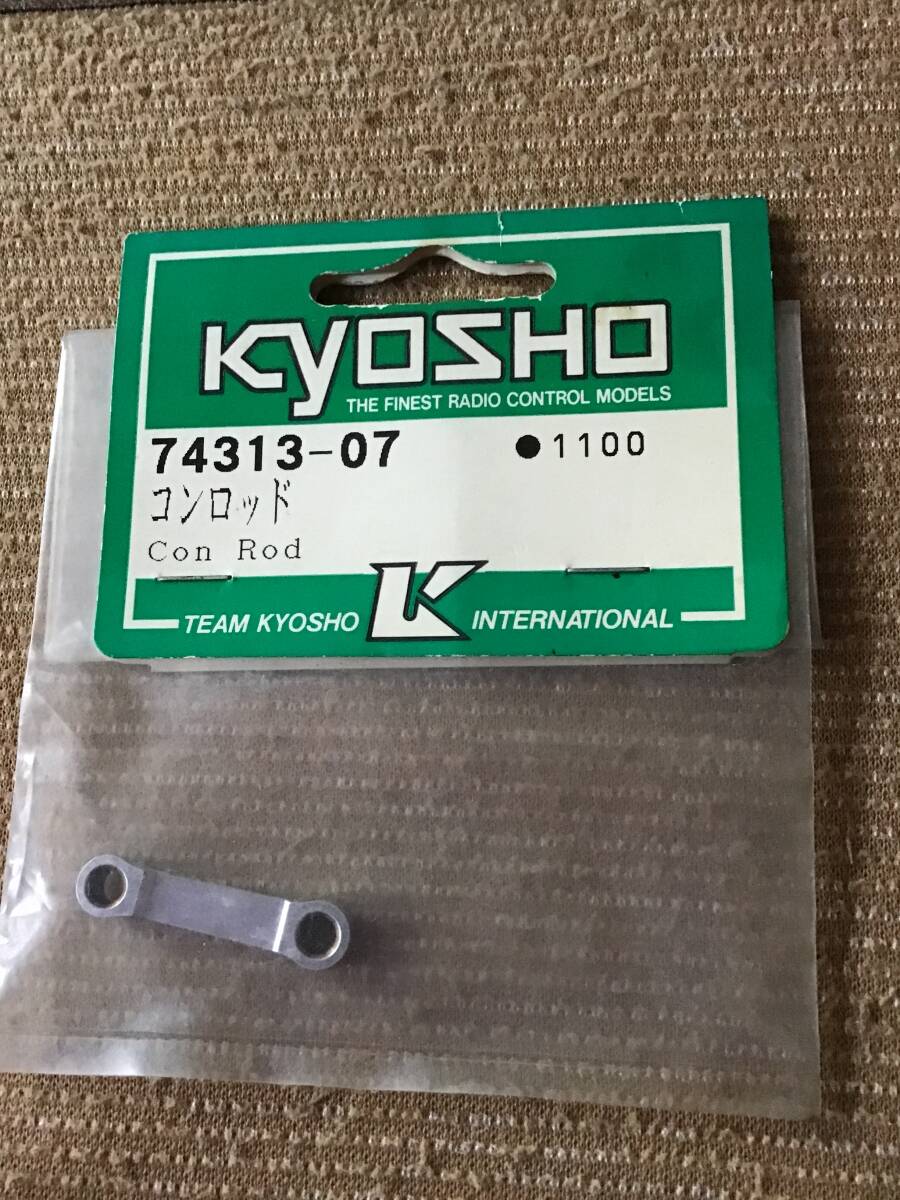 KYOSHO
THE FINEST RADIO CONTROL MODELS
74313-07 ●1100
コンロッド
Con Rod
TEAM KYOSHO K INTERNATIONAL